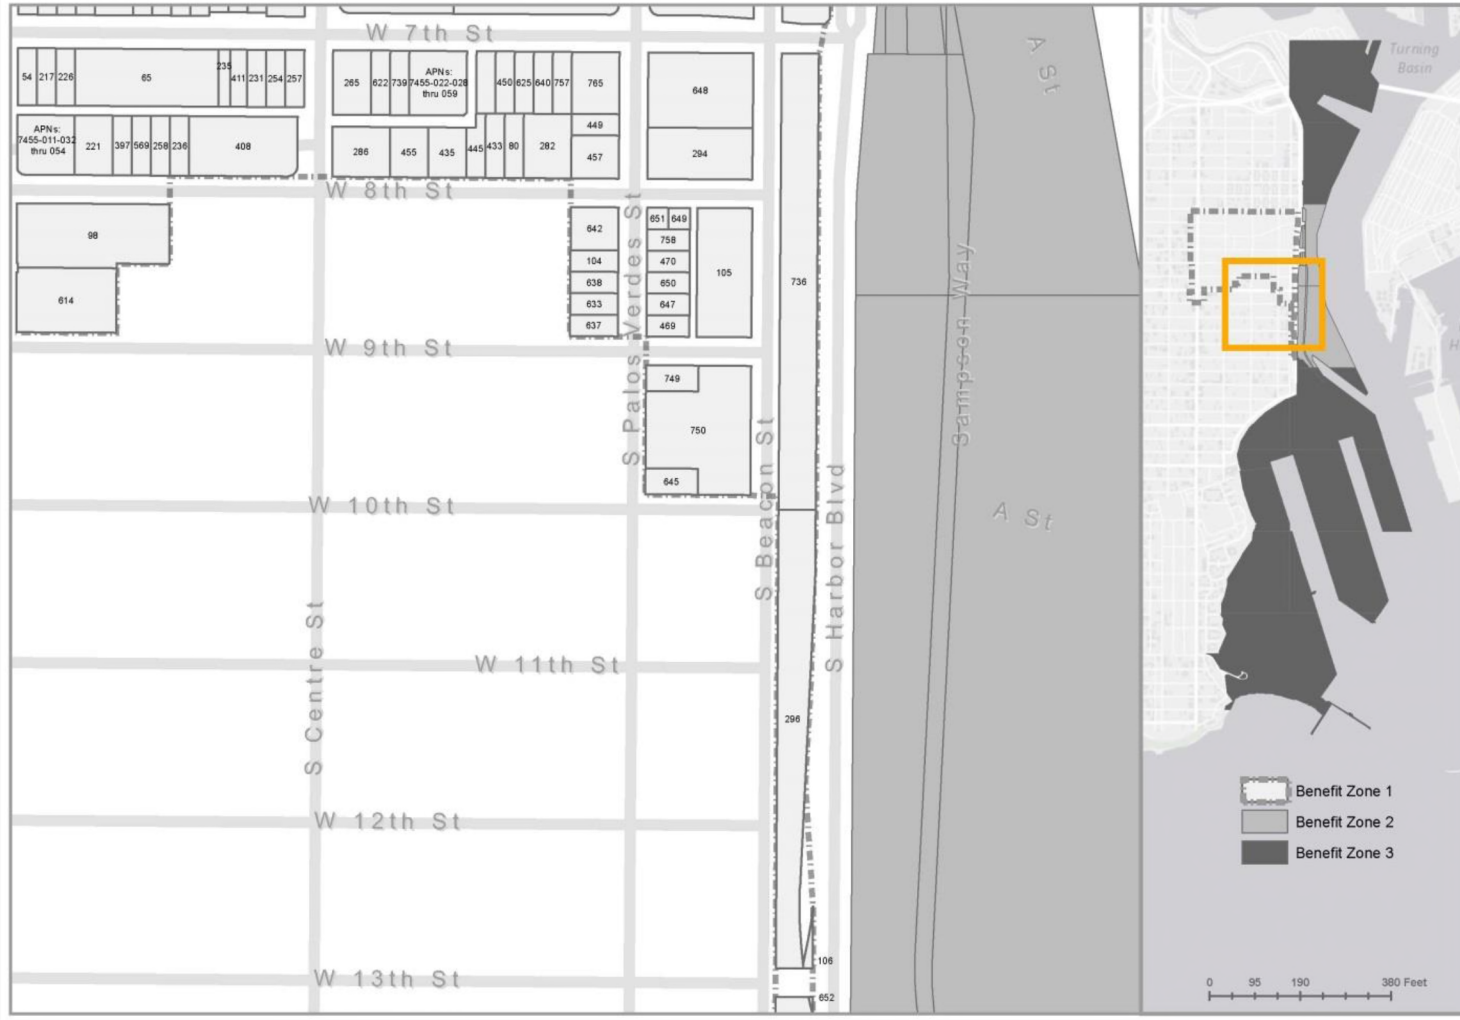 W 7th St
54
217
226
65
235
411
231
254
257
265
622
739
APNs:
7455-022-028
thru 059
450
625
640
757
765
648
APNs:
7455-011-032
thru 054
221
397
569
258
236
408
286
455
435
445
433
80
282
449
457
294
W 8th St
98
614
642
104
638
633
637
651
649
758
470
650
647
469
105
736
W 9th St
749
750
645
W 10th St
W 11th St
296
W 12th St
W 13th St
106
652
S Centre St
S Palos Verdes St
S Beacon St
S Harbor Blvd
Sampson Way
A St
A St
Turning
Basin
H
Benefit Zone 1
Benefit Zone 2
Benefit Zone 3
0 95 190 380 Feet